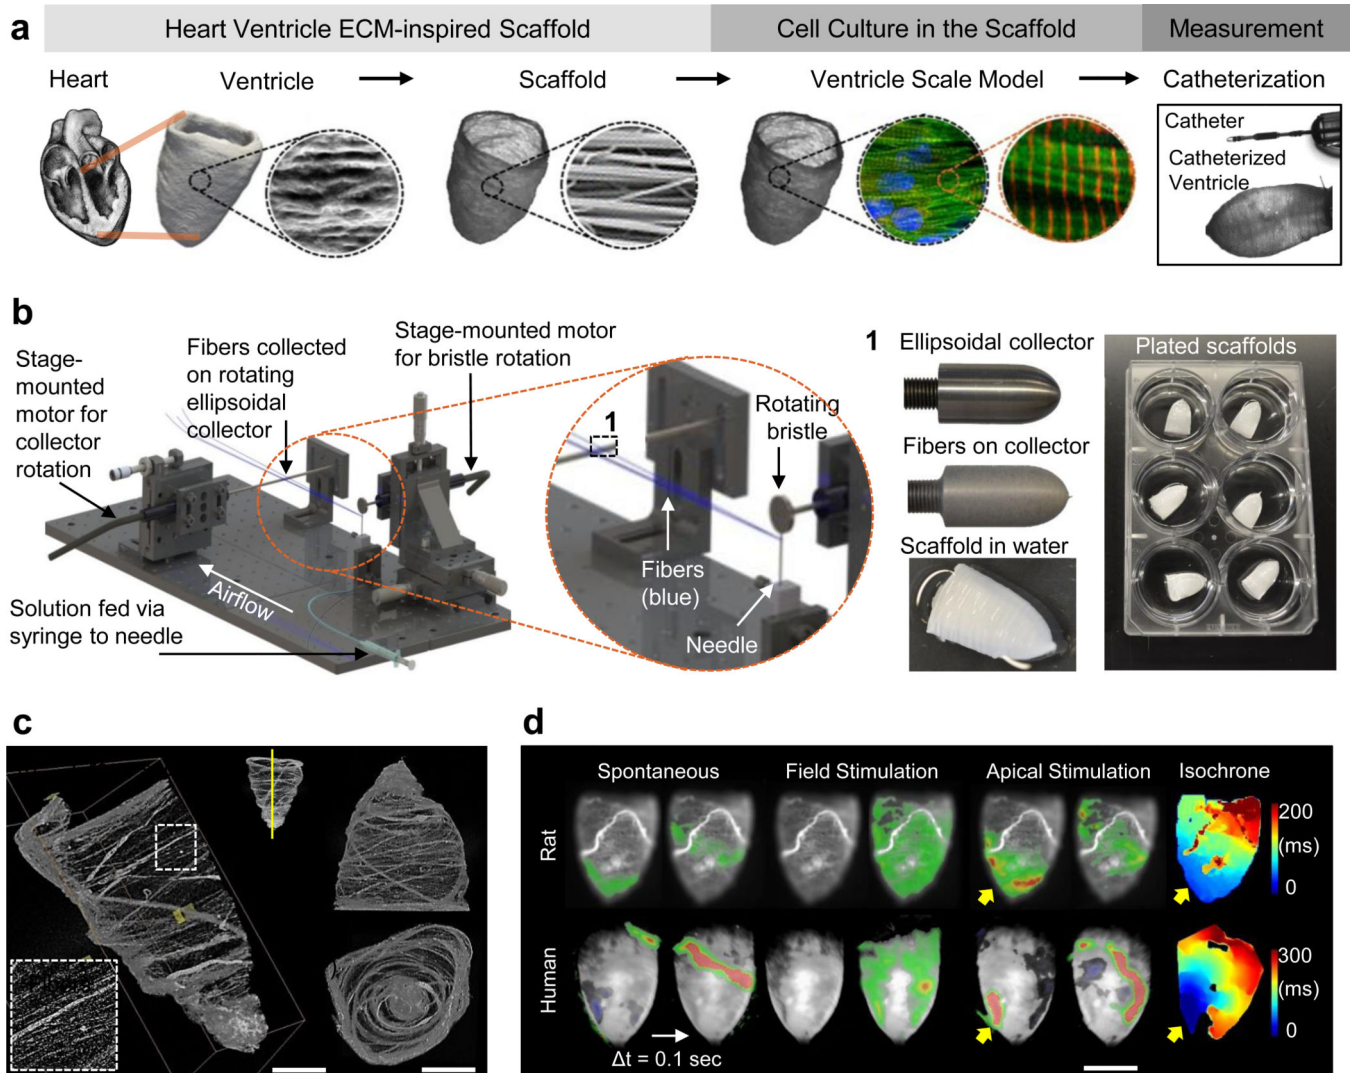 a
Heart Ventricle ECM-inspired Scaffold
Cell Culture in the Scaffold
Measurement
Heart
Ventricle
Scaffold
Ventricle Scale Model
Catheterization
Catheter
Catheterized
Ventricle
b
Stage-
mounted
motor for
collector
rotation
Fibers collected
on rotating
ellipsoidal
collector
Stage-mounted motor
for bristle rotation
1
Rotating
bristle
Fibers
(blue)
Needle
Airflow
Solution fed via
syringe to needle
1
Ellipsoidal collector
Fibers on collector
Scaffold in water
Plated scaffolds
c
d
Spontaneous
Field Stimulation
Apical Stimulation
Isochrone
Rat
200
(ms)
0
Human
300
(ms)
0
Δt = 0.1 sec